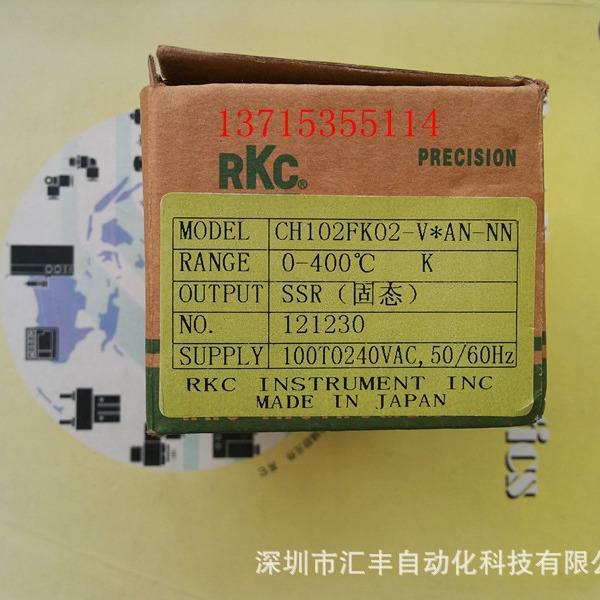 13715355114
RKC®
PRECISION
MODEL CH102FK02-V*AN-NN
RANGE 0-400℃ K
OUTPUT SSR (固态)
NO. 121230
SUPPLY 100TO240VAC, 50/60Hz
RKC INSTRUMENT INC
MADE IN JAPAN
ics
深圳市汇丰自动化科技有限公